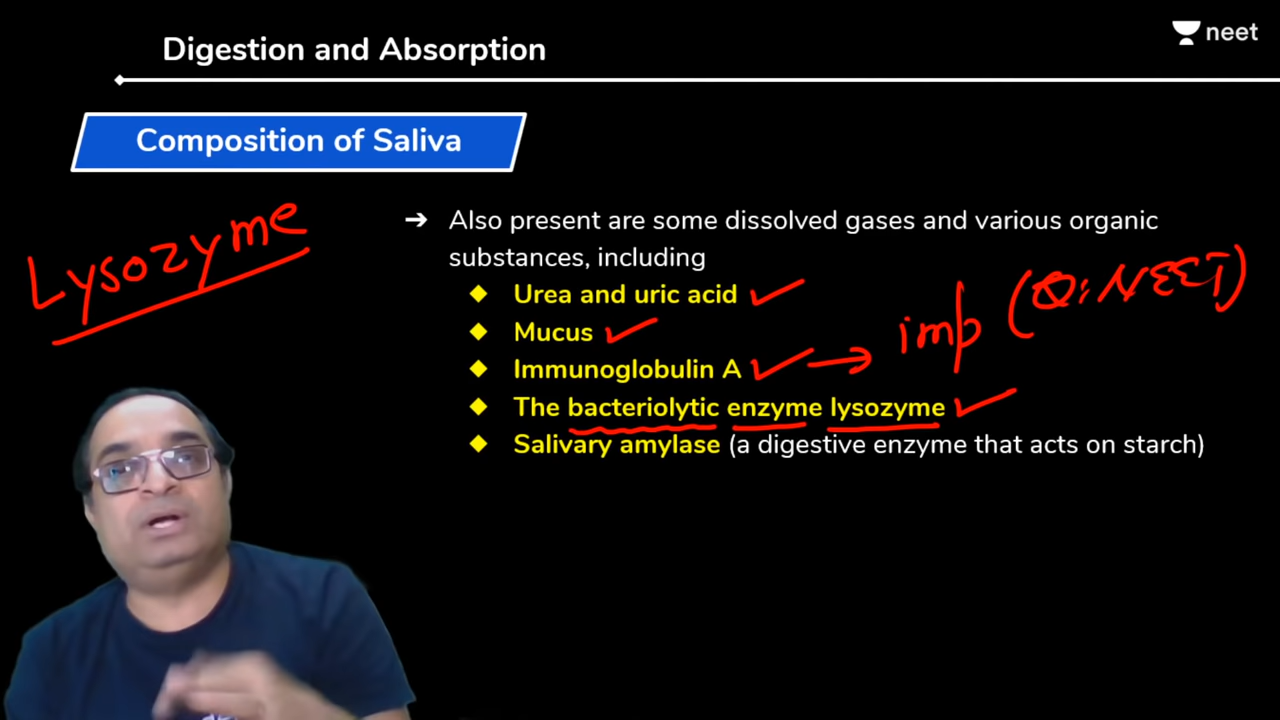 Digestion and Absorption
neet
Composition of Saliva
Lysozyme
➔ Also present are some dissolved gases and various organic
substances, including
◆ Urea and uric acid
◆ Mucus
◆ Immunoglobulin A
imp (Q: NEET)
◆ The bacteriolytic enzyme lysozyme
◆ Salivary amylase (a digestive enzyme that acts on starch)